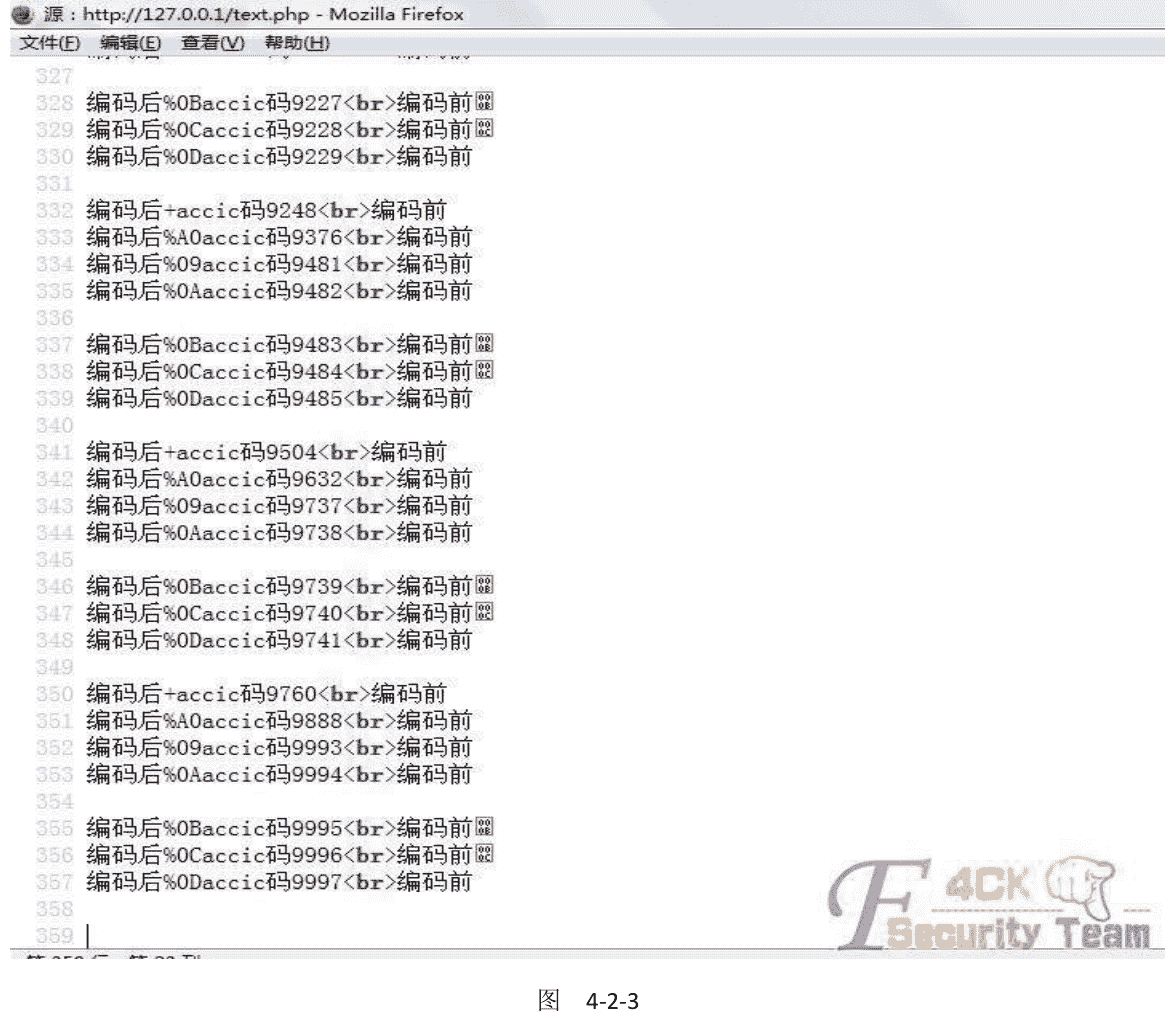 源 : http://127.0.0.1/text.php - Mozilla Firefox
文件(F) 编辑(E) 查看(V) 帮助(H)
327
328 编码后%0Baccic码9227<br>编码前
329 编码后%0Caccic码9228<br>编码前
330 编码后%0Daccic码9229<br>编码前
331
332 编码后+accic码9248<br>编码前
333 编码后%A0accic码9376<br>编码前
334 编码后%09accic码9481<br>编码前
335 编码后%0Aaccic码9482<br>编码前
336
337 编码后%0Baccic码9483<br>编码前
338 编码后%0Caccic码9484<br>编码前
339 编码后%0Daccic码9485<br>编码前
340
341 编码后+accic码9504<br>编码前
342 编码后%A0accic码9632<br>编码前
343 编码后%09accic码9737<br>编码前
344 编码后%0Aaccic码9738<br>编码前
345
346 编码后%0Baccic码9739<br>编码前
347 编码后%0Caccic码9740<br>编码前
348 编码后%0Daccic码9741<br>编码前
349
350 编码后+accic码9760<br>编码前
351 编码后%A0accic码9888<br>编码前
352 编码后%09accic码9993<br>编码前
353 编码后%0Aaccic码9994<br>编码前
354
355 编码后%0Baccic码9995<br>编码前
356 编码后%0Caccic码9996<br>编码前
357 编码后%0Daccic码9997<br>编码前
358
359
F4CK
Security Team
图 4-2-3